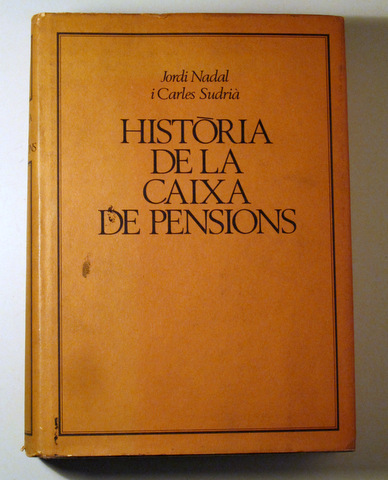 Jordi Nadal
i Carles Sudrià
HISTÒRIA
DE LA
CAIXA
DE PENSIONS